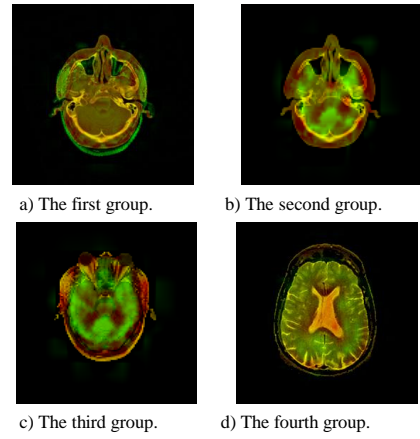 a) The first group.
b) The second group.
c) The third group.
d) The fourth group.